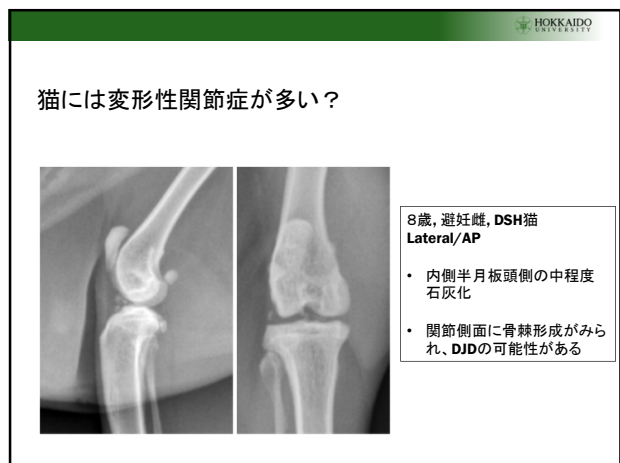 HOKKAIDO
UNIVERSITY
猫には変形性関節症が多い？
8歳, 避妊雌, DSH猫
Lateral/AP
• 内側半月板頭側の中程度
石灰化
• 関節側面に骨棘形成がみら
れ、DJDの可能性がある